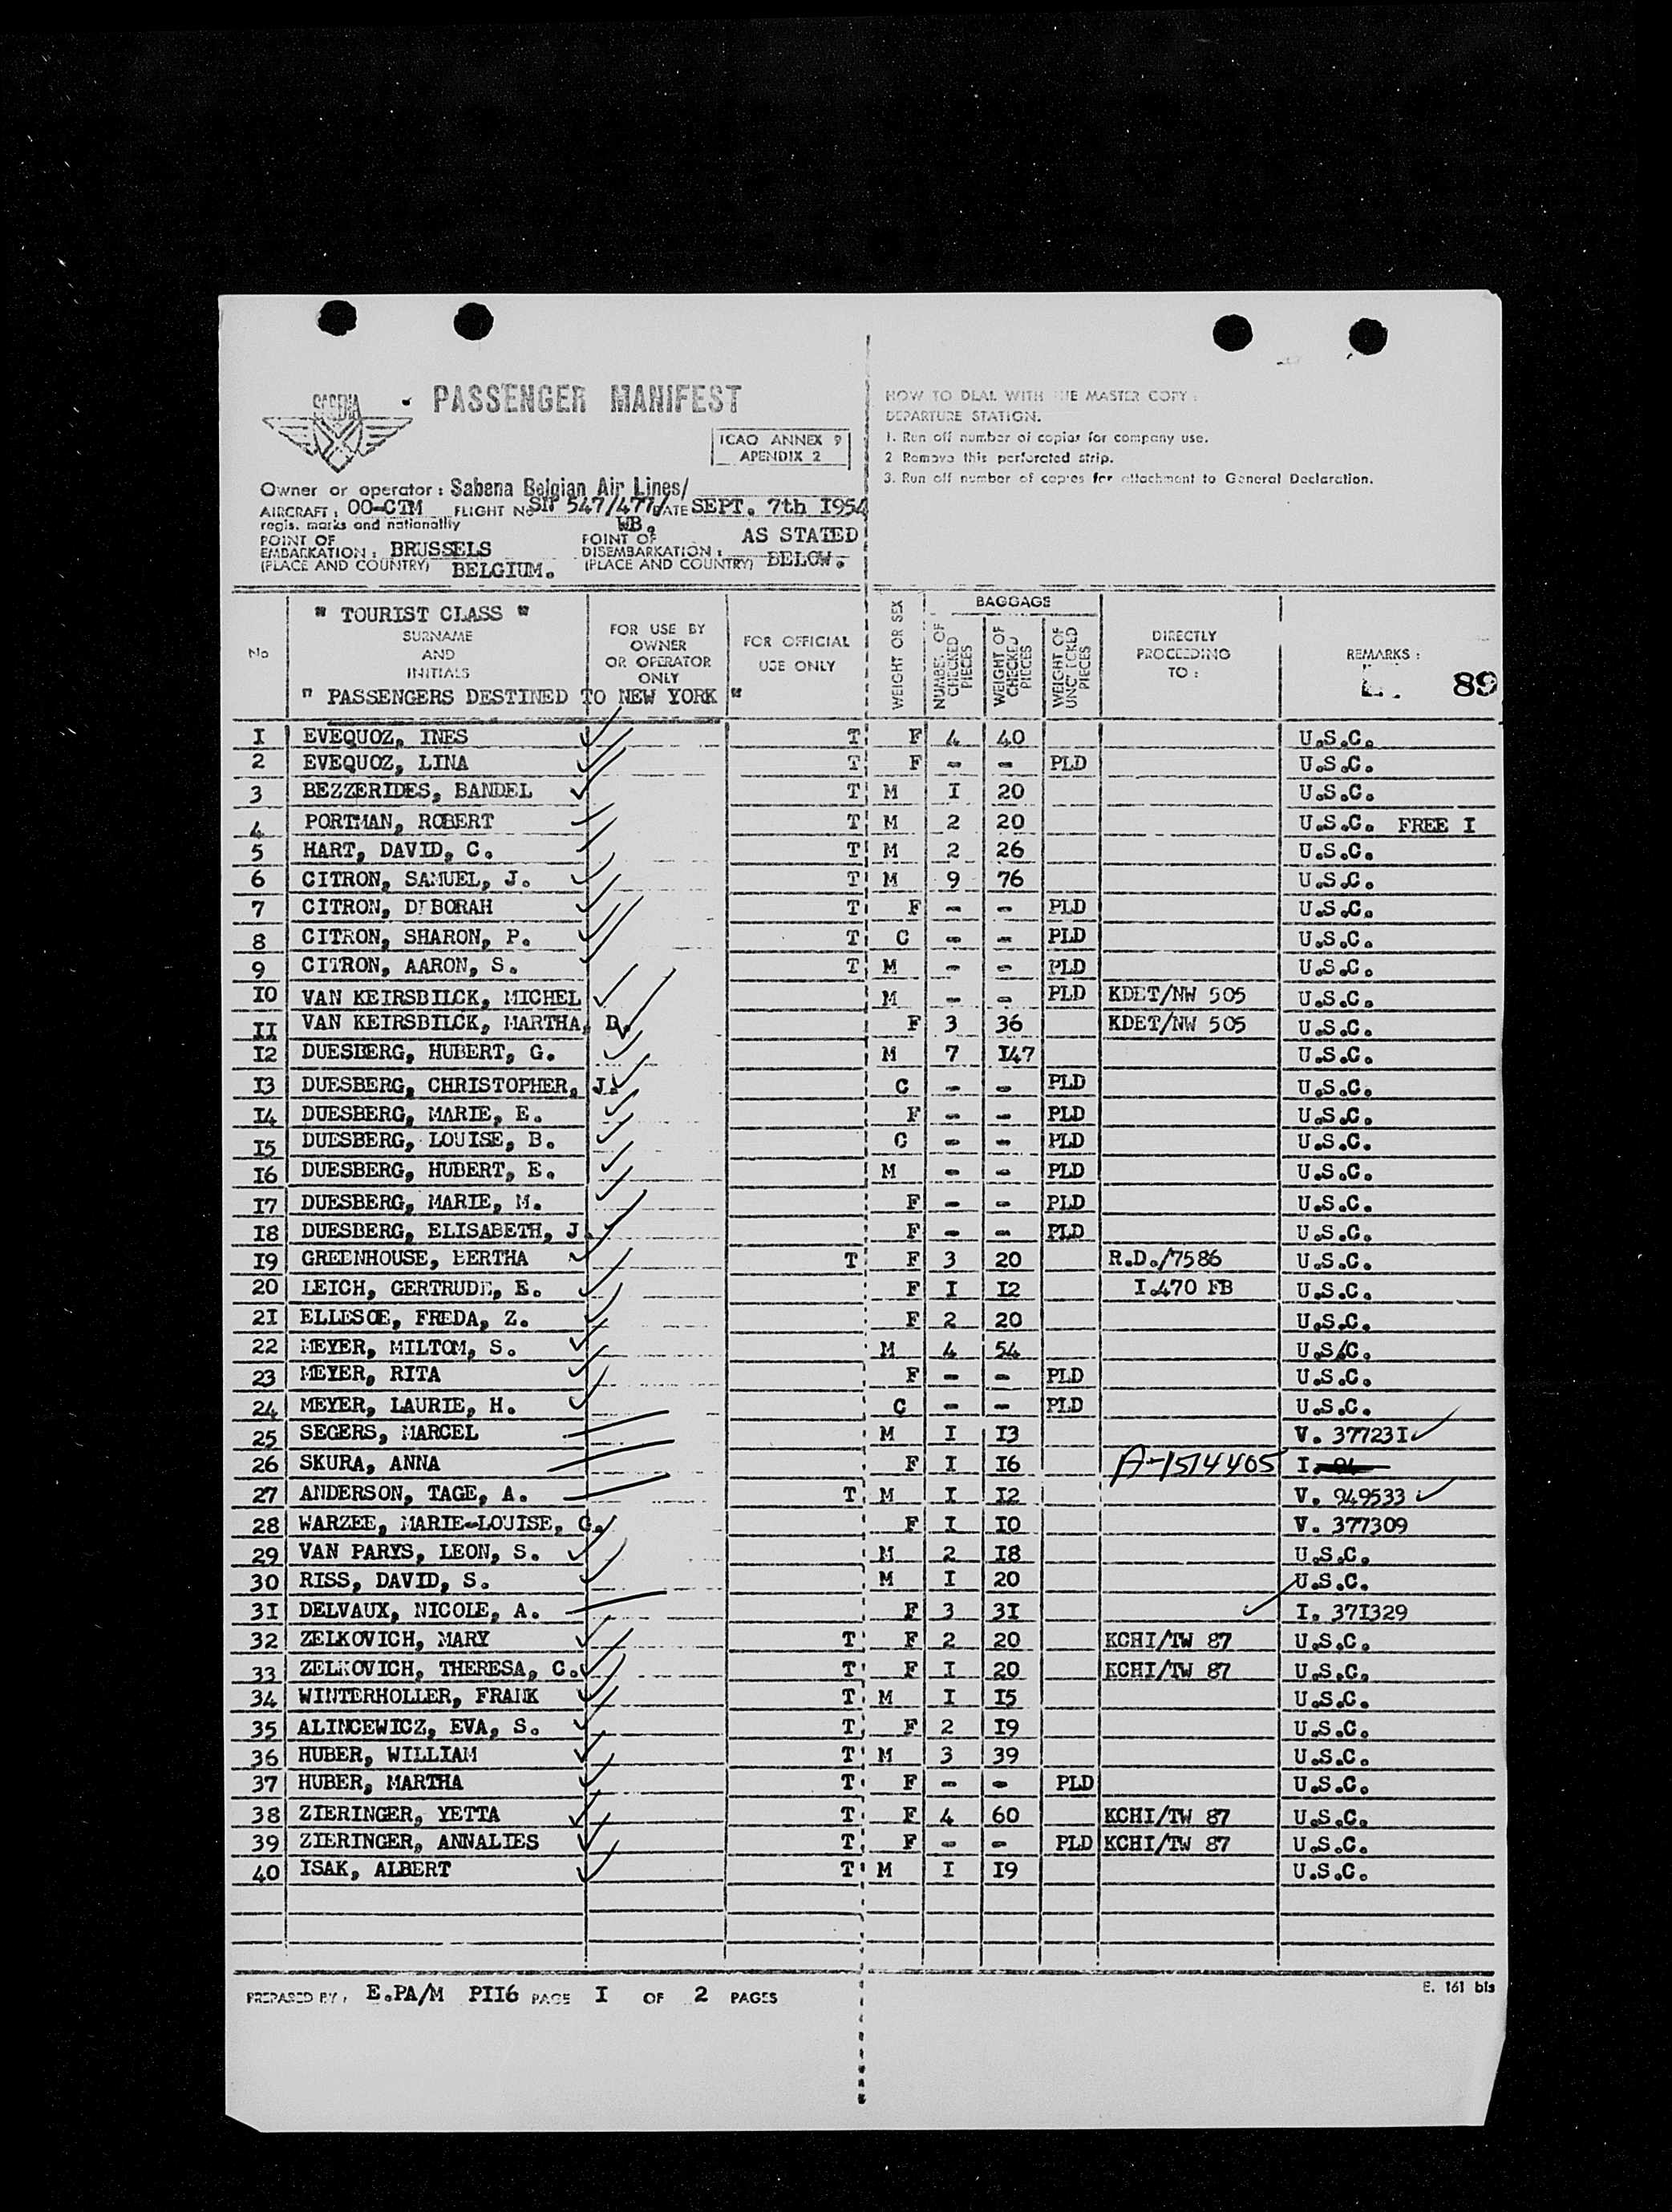 SABENA
PASSENGER MANIFEST
ICAO ANNEX 9
APENDIX 2
Owner or operator : Sabena Belgian Air Lines/
AIRCRAFT : OO-CTM FLIGHT No SN 547/477/ DATE SEPT. 7th I954
regis. marks and nationallity WB.
POINT OF EMBARKATION : BRUSSELS
(PLACE AND COUNTRY) BELGIUM.
POINT OF DISEMBARKATION : AS STATED
(PLACE AND COUNTRY) BELOW.
HOW TO DEAL WITH THE MASTER COPY :
DEPARTURE STATION.
1. Run off number of copies for company use.
2 Remove this perforated strip.
3. Run off number of copies for attachment to General Declaration.
No
" TOURIST CLASS "
SURNAME
AND
INITIALS
" PASSENGERS DESTINED TO NEW YORK "
FOR USE BY
OWNER
OR OPERATOR
ONLY
FOR OFFICIAL
USE ONLY
WEIGHT OR SEX
BAGGAGE
NUMBER OF CHECKED PIECES
WEIGHT OF CHECKED PIECES
WEIGHT OF UNCHECKED PIECES
DIRECTLY
PROCEEDING
TO :
REMARKS :
89
I EVEQUOZ, INES T F 4 40 U.S.C.
2 EVEQUOZ, LINA T F - - PLD U.S.C.
3 BEZZERIDES, BANDEL T M I 20 U.S.C.
4 PORTMAN, ROBERT T M 2 20 U.S.C. FREE I
5 HART, DAVID, C. T M 2 26 U.S.C.
6 CITRON, SAMUEL, J. T M 9 76 U.S.C.
7 CITRON, DEBORAH T F - - PLD U.S.C.
8 CITRON, SHARON, P. T C - - PLD U.S.C.
9 CITRON, AARON, S. T M - - PLD U.S.C.
I0 VAN KEIRSBILCK, MICHEL M - - PLD KDET/NW 505 U.S.C.
II VAN KEIRSBILCK, MARTHA, D. F 3 36 KDET/NW 505 U.S.C.
I2 DUESBERG, HUBERT, G. M 7 I47 U.S.C.
I3 DUESBERG, CHRISTOPHER, J. C - - PLD U.S.C.
I4 DUESBERG, MARIE, E. F - - PLD U.S.C.
I5 DUESBERG, LOUISE, B. C - - PLD U.S.C.
I6 DUESBERG, HUBERT, E. M - - PLD U.S.C.
I7 DUESBERG, MARIE, M. F - - PLD U.S.C.
I8 DUESBERG, ELISABETH, J. F - - PLD U.S.C.
I9 GREENHOUSE, BERTHA T F 3 20 R.D./7586 U.S.C.
20 LEICH, GERTRUDE, E. F I I2 I.470 FB U.S.C.
2I ELLESOE, FREDA, Z. F 2 20 U.S.C.
22 MEYER, MILTOM, S. M 4 54 U.S/C.
23 MEYER, RITA F - - PLD U.S.C.
24 MEYER, LAURIE, H. C - - PLD U.S.C.
25 SEGERS, MARCEL M I I3 V. 37723I
26 SKURA, ANNA F I I6 A-1514405 I.
27 ANDERSON, TAGE, A. T M I I2 V. 949533
28 WARZEE, MARIE-LOUISE, G. F I I0 V. 377309
29 VAN PARYS, LEON, S. M 2 I8 U.S.C.
30 RISS, DAVID, S. M I 20 U.S.C.
3I DELVAUX, NICOLE, A. F 3 3I I. 37I329
32 ZELKOVICH, MARY T F 2 20 KCHI/TW 87 U.S.C.
33 ZELKOVICH, THERESA, C. T F I 20 KCHI/TW 87 U.S.C.
34 WINTERHOLLER, FRANK T M I I5 U.S.C.
35 ALINCEWICZ, EVA, S. T F 2 I9 U.S.C.
36 HUBER, WILLIAM T M 3 39 U.S.C.
37 HUBER, MARTHA T F - - PLD U.S.C.
38 ZIERINGER, YETTA T F 4 60 KCHI/TW 87 U.S.C.
39 ZIERINGER, ANNALIES T F - - PLD KCHI/TW 87 U.S.C.
40 ISAK, ALBERT T M I I9 U.S.C.
PREPARED BY : E.PA/M PII6 PAGE I OF 2 PAGES
E. 161 bis